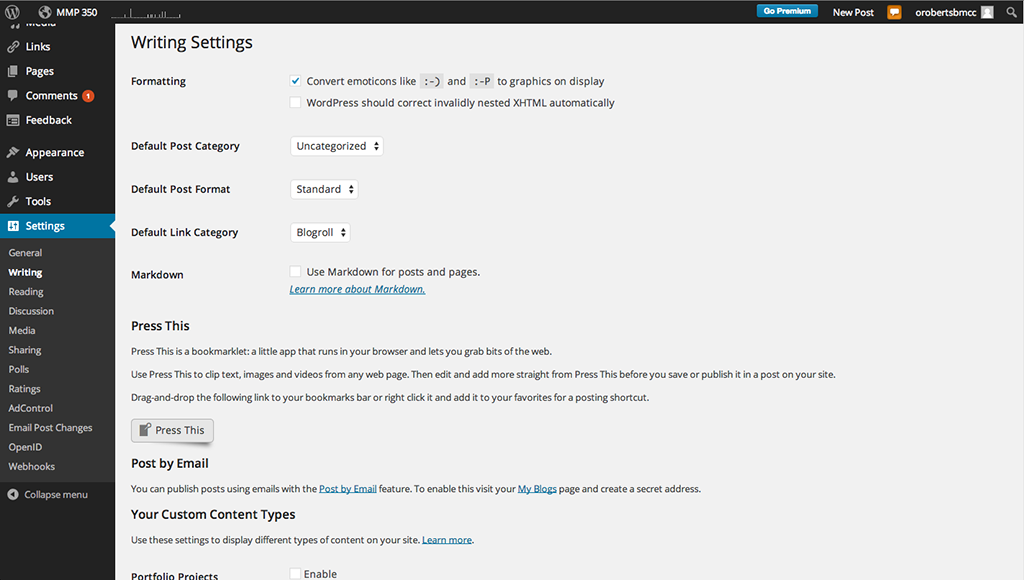 MMP 350
Go Premium
New Post
orobertsbmcc
Media
Links
Pages
Comments 1
Feedback
Appearance
Users
Tools
Settings
General
Writing
Reading
Discussion
Media
Sharing
Polls
Ratings
AdControl
Email Post Changes
OpenID
Webhooks
Collapse menu
Writing Settings
Formatting
Convert emoticons like :-) and :-P to graphics on display
WordPress should correct invalidly nested XHTML automatically
Default Post Category
Uncategorized
Default Post Format
Standard
Default Link Category
Blogroll
Markdown
Use Markdown for posts and pages.
Learn more about Markdown.
Press This
Press This is a bookmarklet: a little app that runs in your browser and lets you grab bits of the web.
Use Press This to clip text, images and videos from any web page. Then edit and add more straight from Press This before you save or publish it in a post on your site.
Drag-and-drop the following link to your bookmarks bar or right click it and add it to your favorites for a posting shortcut.
Press This
Post by Email
You can publish posts using emails with the Post by Email feature. To enable this visit your My Blogs page and create a secret address.
Your Custom Content Types
Use these settings to display different types of content on your site. Learn more.
Portfolio Projects
Enable